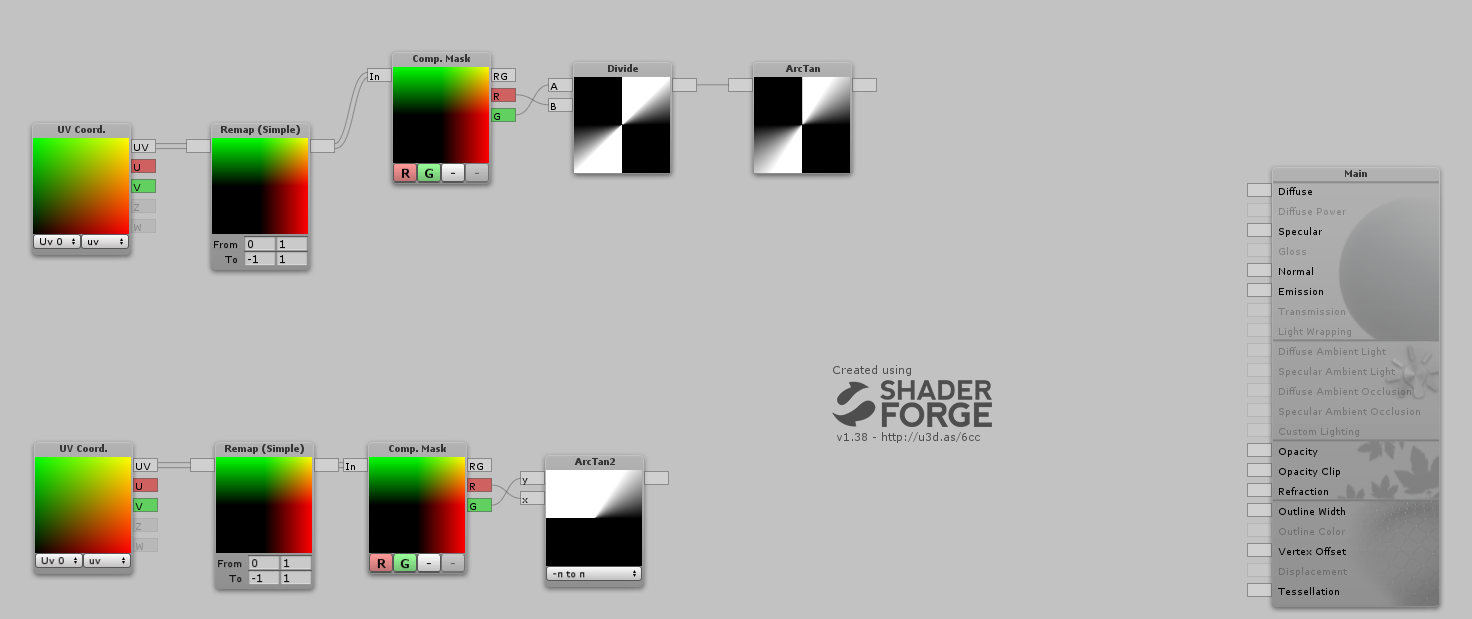 Comp. Mask
In
RG
R
G
R G - -
Divide
A
B
ArcTan
UV Coord.
UV
U
V
Z
W
Uv 0 uv
Remap (Simple)
From 0 1
To -1 1
Main
Diffuse
Diffuse Power
Specular
Gloss
Normal
Emission
Transmission
Light Wrapping
Diffuse Ambient Light
Specular Ambient Light
Diffuse Ambient Occlusion
Specular Ambient Occlusion
Custom Lighting
Opacity
Opacity Clip
Refraction
Outline Width
Outline Color
Vertex Offset
Displacement
Tessellation
Created using
SHADER
FORGE
v1.38 - http://u3d.as/6cc
UV Coord.
UV
U
V
Z
W
Uv 0 uv
Remap (Simple)
From 0 1
To -1 1
Comp. Mask
In
RG
R
G
R G - -
ArcTan2
y
x
-π to π